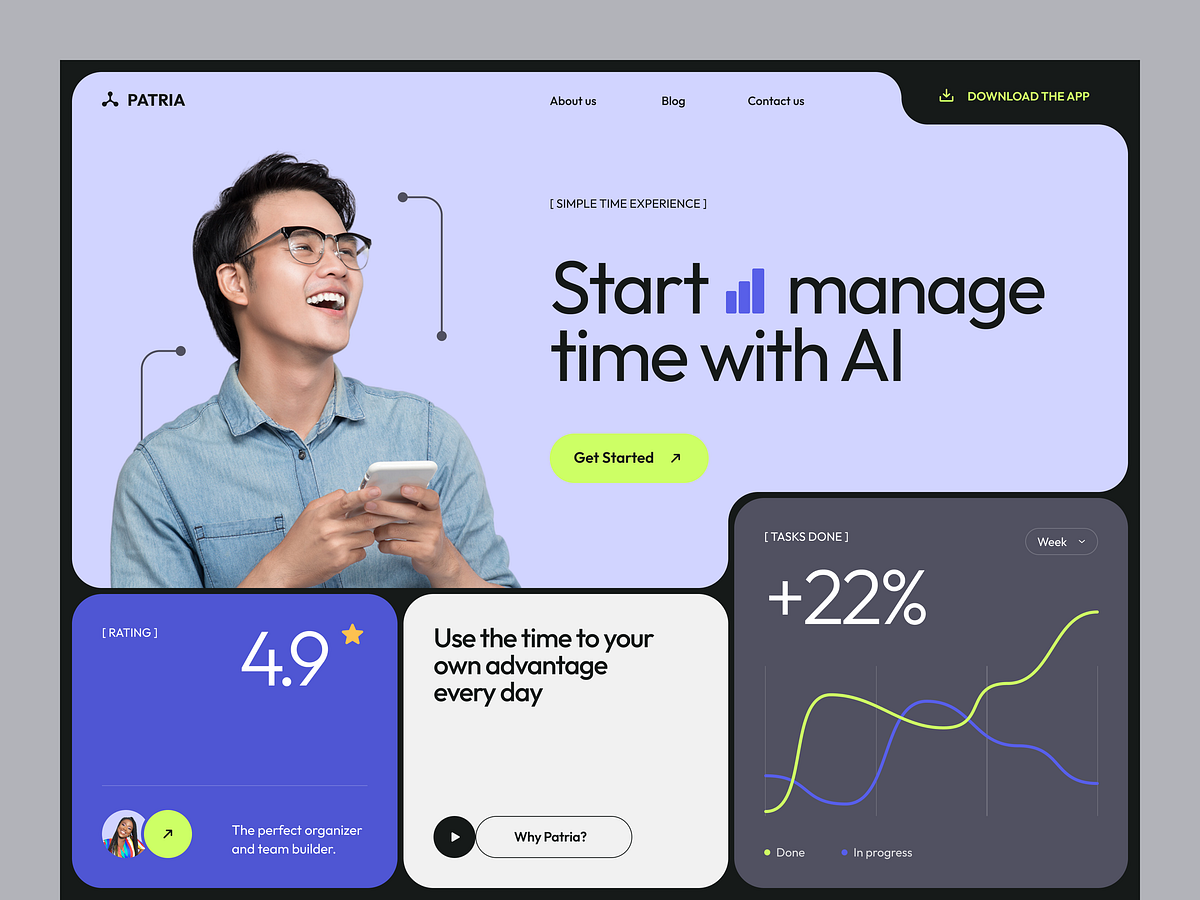 PATRIA
About us
Blog
Contact us
DOWNLOAD THE APP
[ SIMPLE TIME EXPERIENCE ]
Start manage
time with AI
Get Started
[ RATING ]
4.9
The perfect organizer
and team builder.
Use the time to your
own advantage
every day
Why Patria?
[ TASKS DONE ]
Week
+22%
Done
In progress